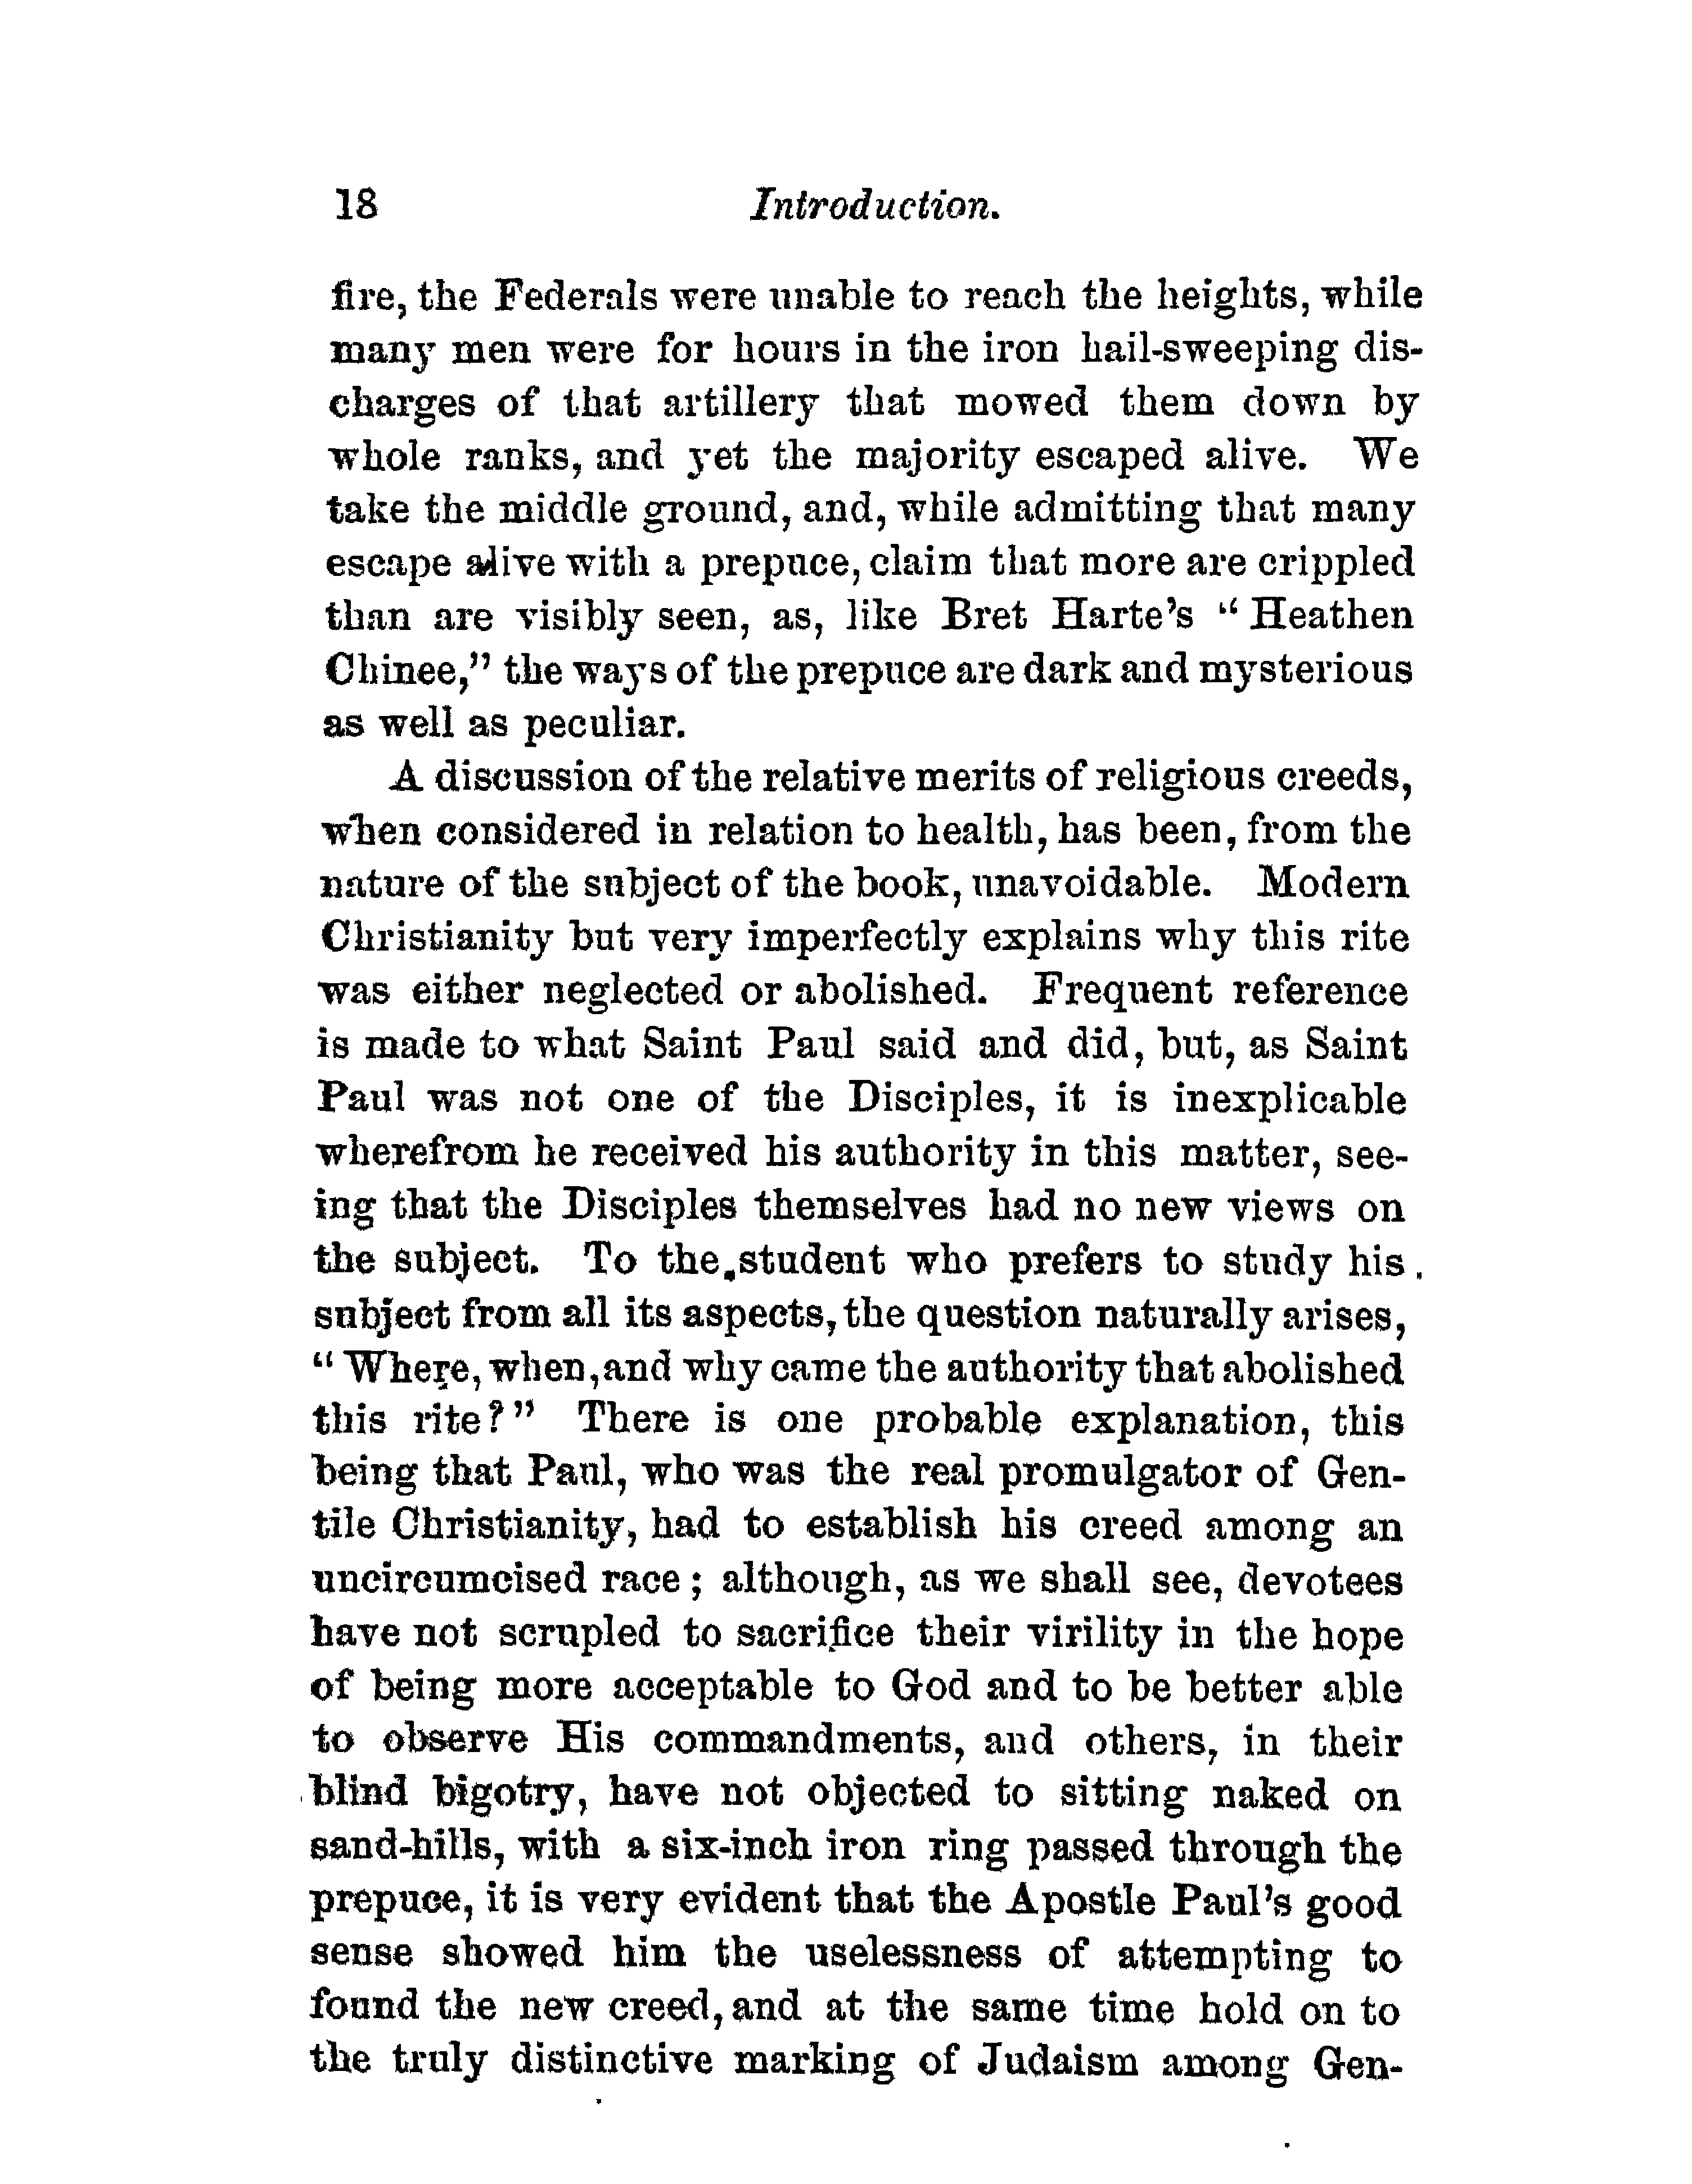 18 Introduction.
fire, the Federals were unable to reach the heights, while
many men were for hours in the iron hail-sweeping dis-
charges of that artillery that mowed them down by
whole ranks, and yet the majority escaped alive. We
take the middle ground, and, while admitting that many
escape alive with a prepuce, claim that more are crippled
than are visibly seen, as, like Bret Harte's “Heathen
Chinee,” the ways of the prepuce are dark and mysterious
as well as peculiar.
A discussion of the relative merits of religious creeds,
when considered in relation to health, has been, from the
nature of the subject of the book, unavoidable. Modern
Christianity but very imperfectly explains why this rite
was either neglected or abolished. Frequent reference
is made to what Saint Paul said and did, but, as Saint
Paul was not one of the Disciples, it is inexplicable
wherefrom he received his authority in this matter, see-
ing that the Disciples themselves had no new views on
the subject. To the student who prefers to study his
subject from all its aspects, the question naturally arises,
“Where, when, and why came the authority that abolished
this rite?” There is one probable explanation, this
being that Paul, who was the real promulgator of Gen-
tile Christianity, had to establish his creed among an
uncircumcised race; although, as we shall see, devotees
have not scrupled to sacrifice their virility in the hope
of being more acceptable to God and to be better able
to observe His commandments, and others, in their
blind bigotry, have not objected to sitting naked on
sand-hills, with a six-inch iron ring passed through the
prepuce, it is very evident that the Apostle Paul's good
sense showed him the uselessness of attempting to
found the new creed, and at the same time hold on to
the truly distinctive marking of Judaism among Gen-